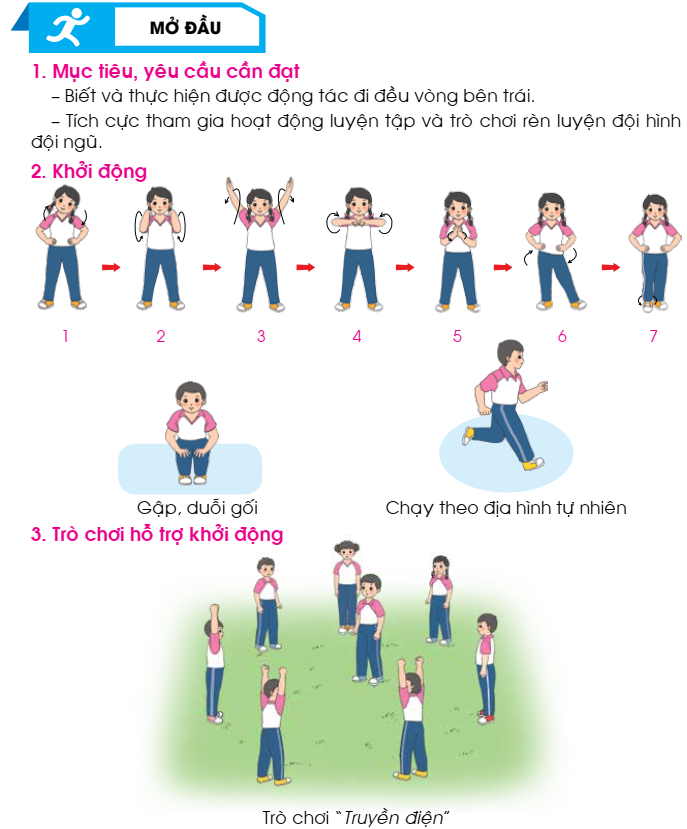 MỞ ĐẦU
1. Mục tiêu, yêu cầu cần đạt
– Biết và thực hiện được động tác đi đều vòng bên trái.
– Tích cực tham gia hoạt động luyện tập và trò chơi rèn luyện đội hình
đội ngũ.
2. Khởi động
1 2 3 4 5 6 7
Gập, duỗi gối Chạy theo địa hình tự nhiên
3. Trò chơi hỗ trợ khởi động
Trò chơi “Truyền điện”